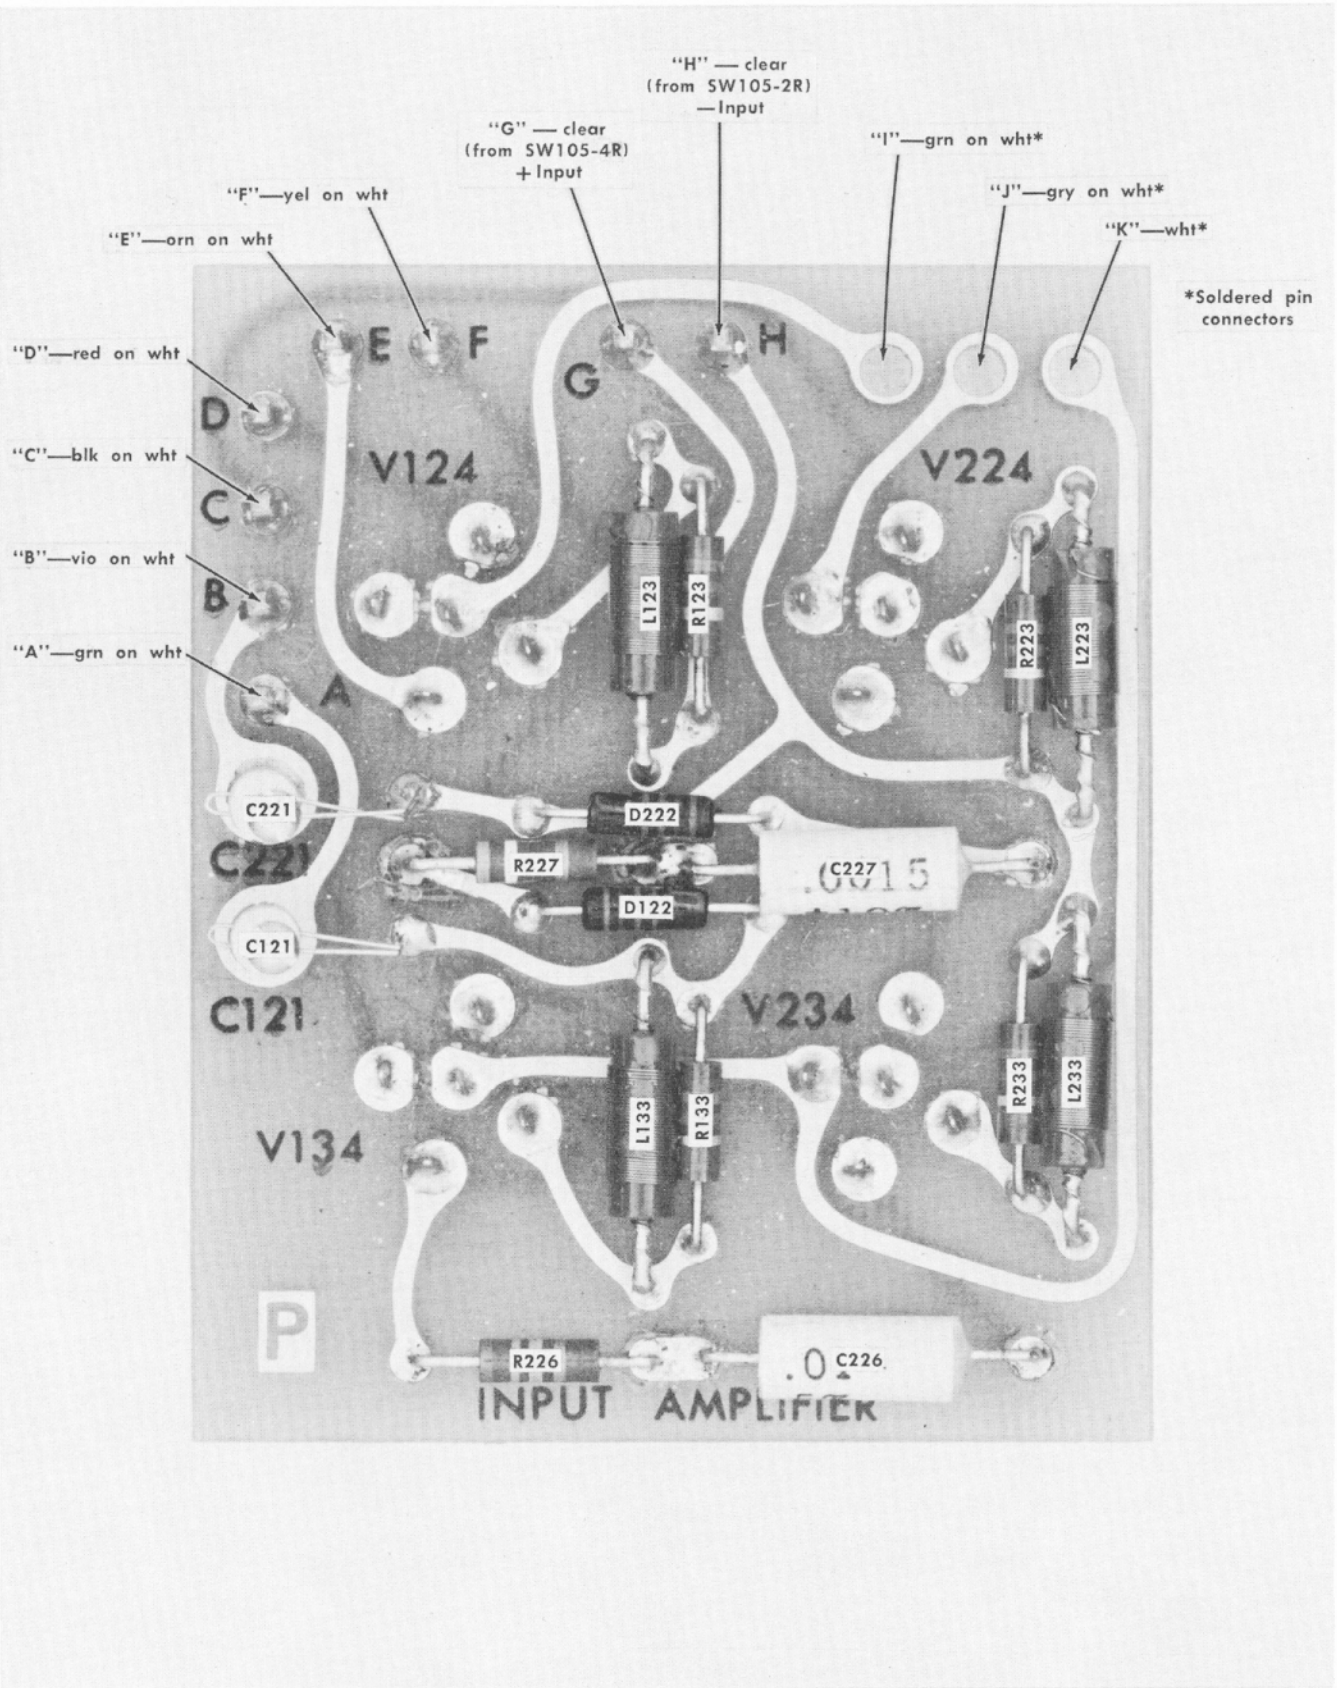 “H” — clear
(from SW105-2R)
—Input
“G” — clear
(from SW105-4R)
+ Input
“I”—grn on wht*
“J”—gry on wht*
“K”—wht*
“F”—yel on wht
“E”—orn on wht
*Soldered pin
connectors
“D”—red on wht
“C”—blk on wht
“B”—vio on wht
“A”—grn on wht
E
F
G
H
D
C
B
A
V124
V224
L123
R123
R223
L223
C221
C221
D222
R227
C227
.0015
D122
C121
C121
V234
V134
L133
R133
R233
L233
P
R226
.0
C226
INPUT AMPLIFIER